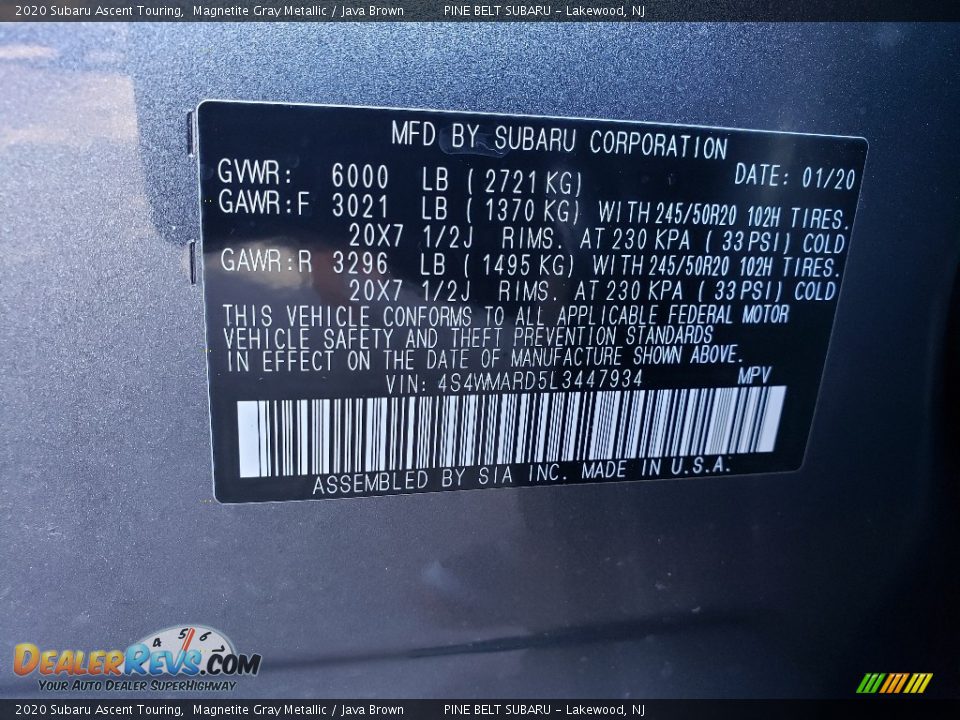 2020 Subaru Ascent Touring, Magnetite Gray Metallic / Java Brown PINE BELT SUBARU - Lakewood, NJ
MFD BY SUBARU CORPORATION
GVWR: 6000 LB (2721 KG) DATE: 01/20
GAWR:F 3021 LB (1370 KG) WITH 245/50R20 102H TIRES.
20X7 1/2J RIMS. AT 230 KPA (33 PSI) COLD
GAWR:R 3296 LB (1495 KG) WITH 245/50R20 102H TIRES.
20X7 1/2J RIMS. AT 230 KPA (33 PSI) COLD
THIS VEHICLE CONFORMS TO ALL APPLICABLE FEDERAL MOTOR
VEHICLE SAFETY AND THEFT PREVENTION STANDARDS
IN EFFECT ON THE DATE OF MANUFACTURE SHOWN ABOVE.
VIN: 4S4WMARD5L3447934 MPV
ASSEMBLED BY SIA INC. MADE IN U.S.A.
4 5 6
DEALERREVS.COM
YOUR AUTO DEALER SUPERHIGHWAY
2020 Subaru Ascent Touring, Magnetite Gray Metallic / Java Brown PINE BELT SUBARU - Lakewood, NJ